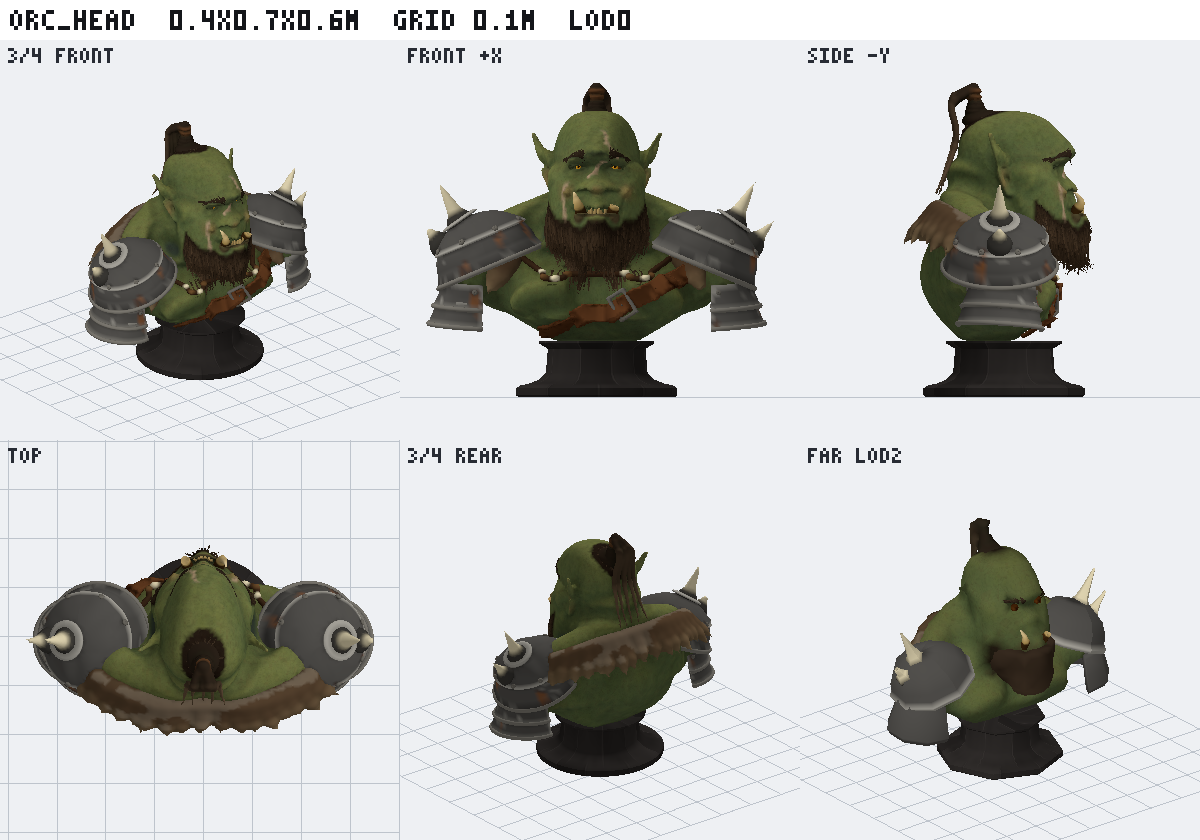 ORC_HEAD 0.4X0.7X0.6M GRID 0.1M LOD0
3/4 FRONT
FRONT +X
SIDE -Y
TOP
3/4 REAR
FAR LOD2